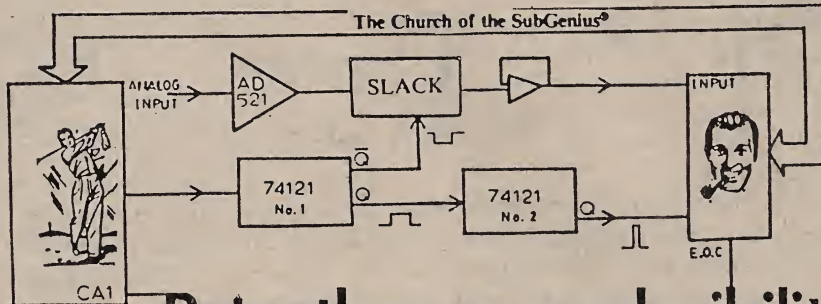 The Church of the SubGenius®
ANALOG
INPUT
AD
521
SLACK
INPUT
Q̅
Q
74121
No. 1
74121
No. 2
Q
E.O.C
CA1